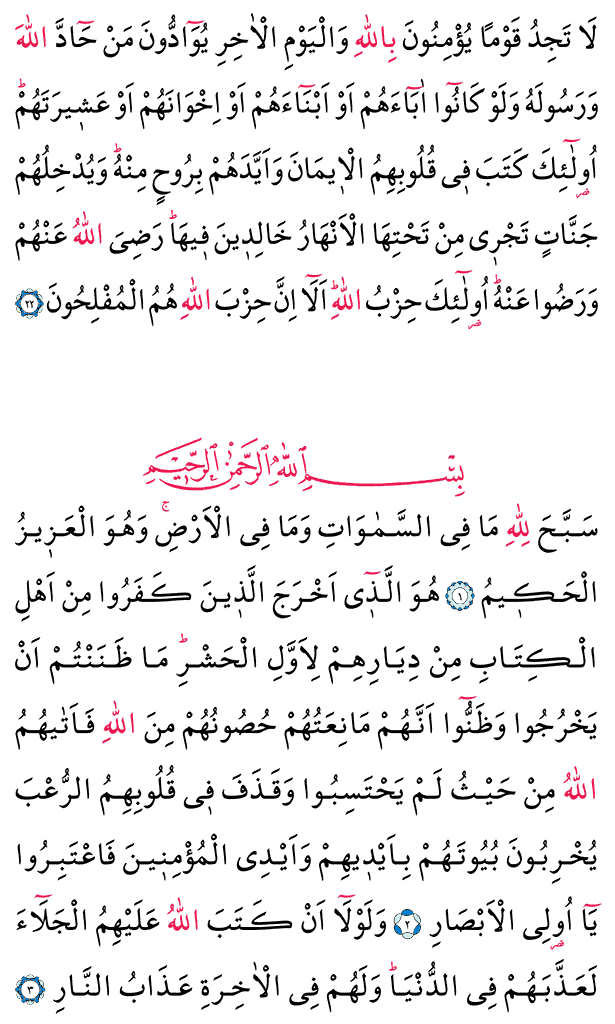 لَا تَجِدُ قَوْمًا يُؤْمِنُونَ بِاللّٰهِ وَالْيَوْمِ الْاٰخِرِ يُوَٓادُّونَ مَنْ حَٓادَّ اللّٰهَ
وَرَسُولَهُ وَلَوْ كَانُٓوا اٰبَٓاءَهُمْ اَوْ اَبْنَٓاءَهُمْ اَوْ اِخْوَانَهُمْ اَوْ عَشٖيرَتَهُمْۜ
اُو۬لٰٓئِكَ كَتَبَ فٖي قُلُوبِهِمُ الْاٖيمَانَ وَاَيَّدَهُمْ بِرُوحٍ مِنْهُۜ وَيُدْخِلُهُمْ
جَنَّاتٍ تَجْرٖي مِنْ تَحْتِهَا الْاَنْهَارُ خَالِدٖينَ فٖيهَاۜ رَضِيَ اللّٰهُ عَنْهُمْ
وَرَضُوا عَنْهُۜ اُو۬لٰٓئِكَ حِزْبُ اللّٰهِۜ اَلَٓا اِنَّ حِزْبَ اللّٰهِ هُمُ الْمُفْلِحُونَ ﴿٢٢﴾
بِسْمِ اللّٰهِ الرَّحْمٰنِ الرَّحٖيمِ
سَبَّحَ لِلّٰهِ مَا فِي السَّمٰوَاتِ وَمَا فِي الْاَرْضِۚ وَهُوَ الْعَزٖيزُ
الْحَكٖيمُ ﴿١﴾ هُوَ الَّذٖٓي اَخْرَجَ الَّذٖينَ كَفَرُوا مِنْ اَهْلِ
الْكِتَابِ مِنْ دِيَارِهِمْ لِاَوَّلِ الْحَشْرِۜ مَا ظَنَنْتُمْ اَنْ
يَخْرُجُوا وَظَنُّٓوا اَنَّهُمْ مَانِعَتُهُمْ حُصُونُهُمْ مِنَ اللّٰهِ فَاَتٰيهُمُ
اللّٰهُ مِنْ حَيْثُ لَمْ يَحْتَسِبُوا وَقَذَفَ فٖي قُلُوبِهِمُ الرُّعْبَ
يُخْرِبُونَ بُيُوتَهُمْ بِاَيْدٖيهِمْ وَاَيْدِي الْمُؤْمِنٖينَ فَاعْتَبِرُوا
يَٓا اُو۬لِي الْاَبْصَارِ ﴿٢﴾ وَلَوْلَٓا اَنْ كَتَبَ اللّٰهُ عَلَيْهِمُ الْجَلَٓاءَ
لَعَذَّبَهُمْ فِي الدُّنْيَاۜ وَلَهُمْ فِي الْاٰخِرَةِ عَذَابُ النَّارِ ﴿٣﴾